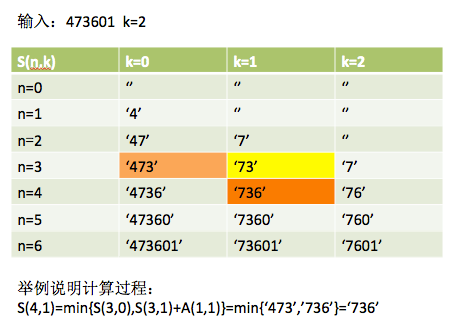 输入：473601 k=2
S(n,k) k=0 k=1 k=2
n=0 ‘’ ‘’ ‘’
n=1 ‘4’ ‘’ ‘’
n=2 ‘47’ ‘7’ ‘’
n=3 ‘473’ ‘73’ ‘7’
n=4 ‘4736’ ‘736’ ‘76’
n=5 ‘47360’ ‘7360’ ‘760’
n=6 ‘473601’ ‘73601’ ‘7601’
举例说明计算过程：
S(4,1)=min{S(3,0),S(3,1)+A(1,1)}=min{‘473’,’736’}=‘736‘